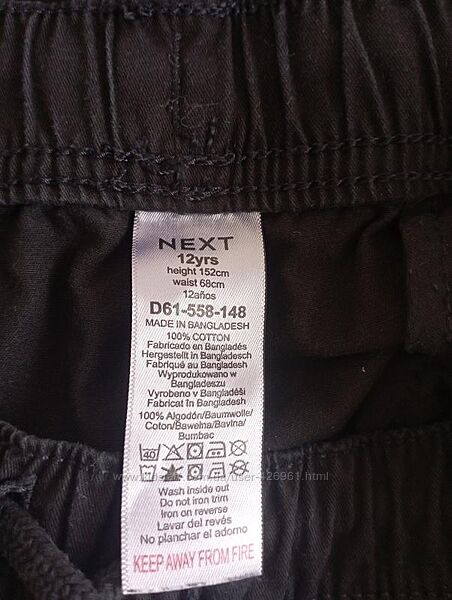 NEXT
12yrs
height 152cm
waist 68cm
12años
D61-558-148
MADE IN BANGLADESH
100% COTTON
Fabricado en Bangladés
Hergestellt in Bangladesch
Fabriqué au Bangladesh
Wyprodukowano w
Bangladeszu
Vyrobeno v Bangladéši
Fabricat în Bangladesh
100% Algodón/Baumwolle/
Coton/Bawełna/Bavlna/
Bumbac
40
Wash inside out
Do not iron trim
Iron on reverse
Lavar del revés
No planchar el adorno
KEEP AWAY FROM FIRE